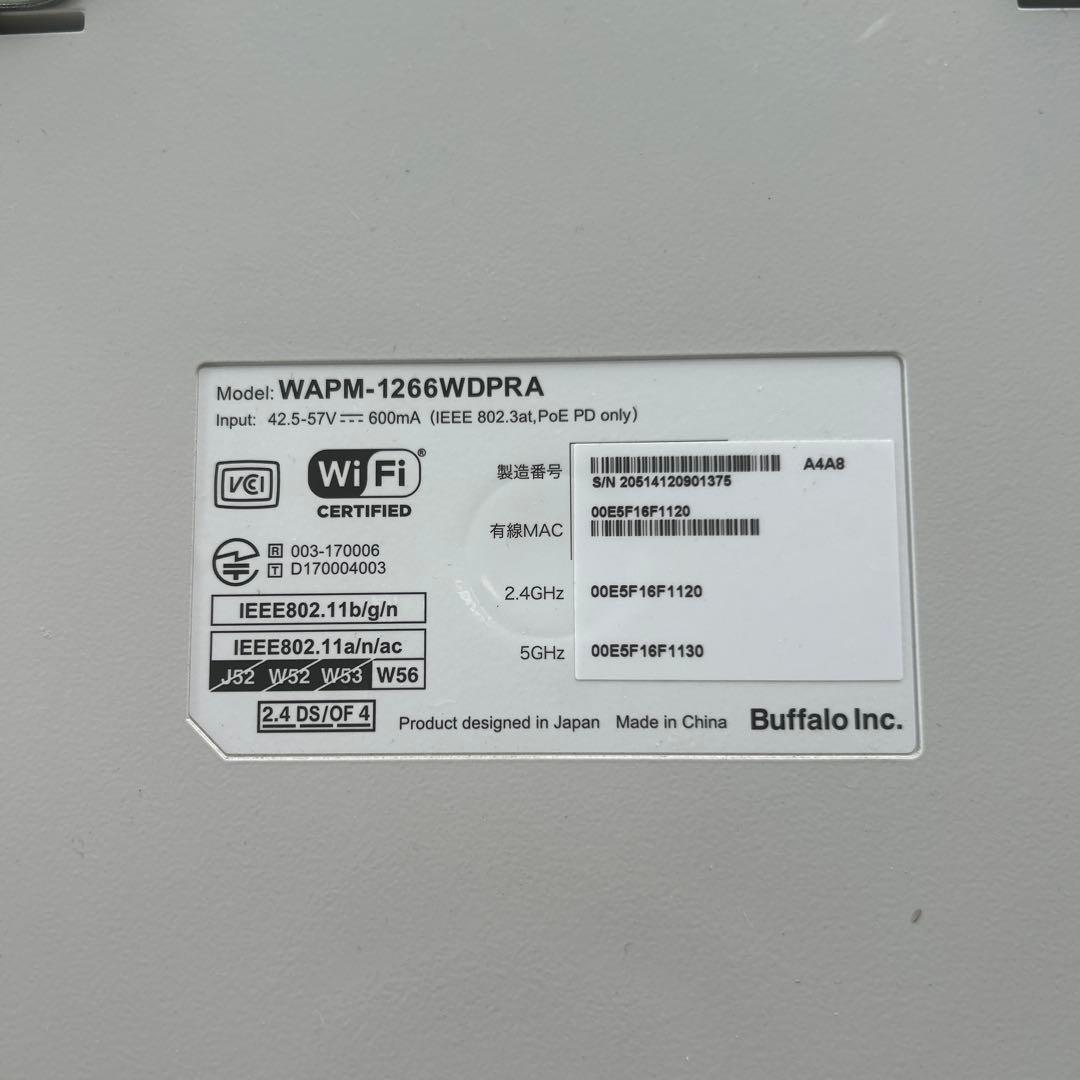 Model: WAPM-1266WDPRA
Input: 42.5-57V⎓600mA (IEEE 802.3at,PoE PD only)
VCCI
Wi Fi®
CERTIFIED
R 003-170006
T D170004003
IEEE802.11b/g/n
IEEE802.11a/n/ac
J52 W52 W53 W56
2.4 DS/OF 4
製造番号
S/N 20514120901375
A4A8
有線MAC
00E5F16F1120
2.4GHz 00E5F16F1120
5GHz 00E5F16F1130
Product designed in Japan Made in China Buffalo Inc.